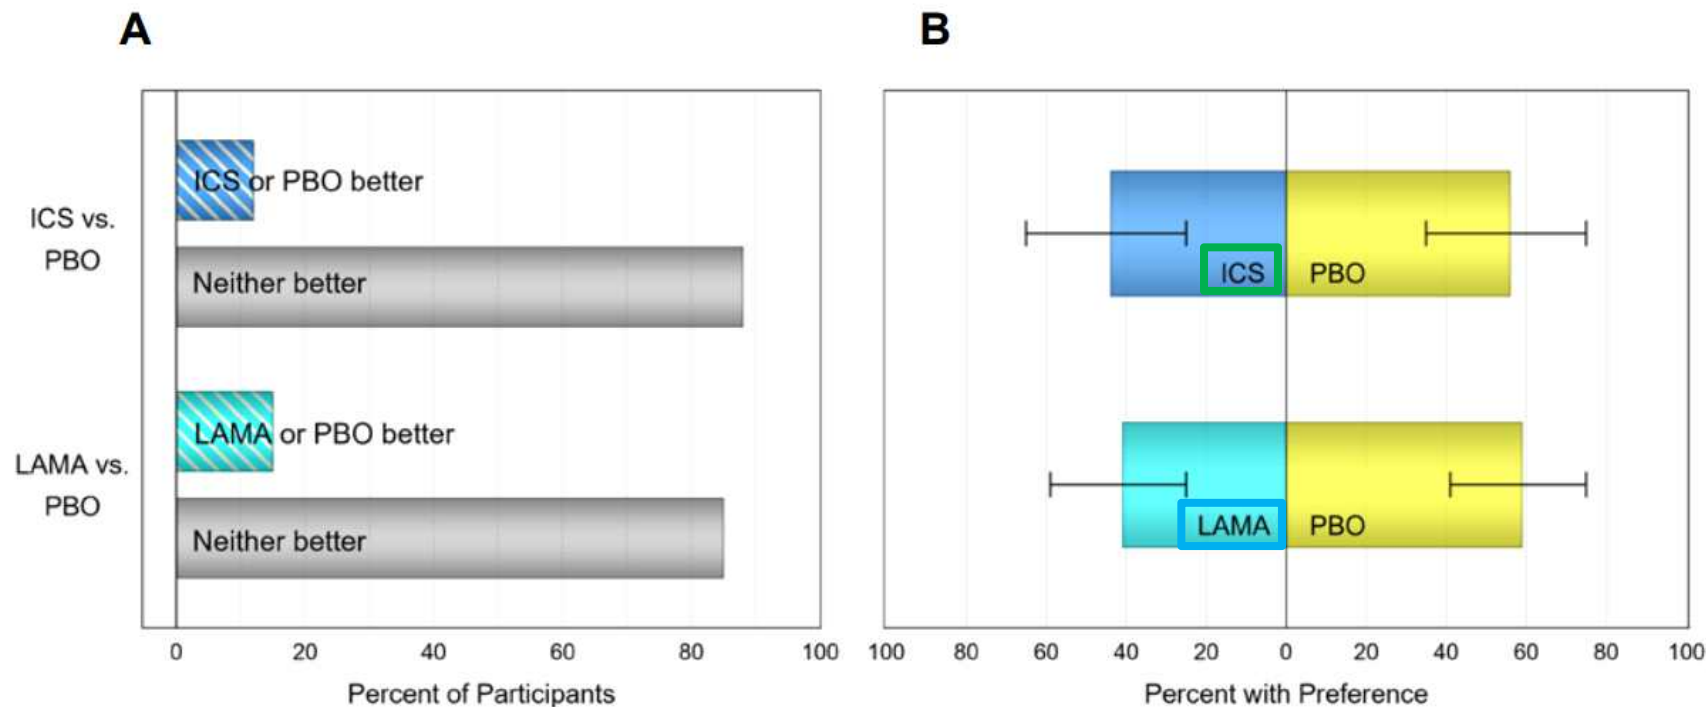 A
B
ICS or PBO better
ICS vs.
PBO
Neither better
LAMA or PBO better
LAMA vs.
PBO
Neither better
0 20 40 60 80 100
Percent of Participants
ICS PBO
LAMA PBO
100 80 60 40 20 0 20 40 60 80 100
Percent with Preference